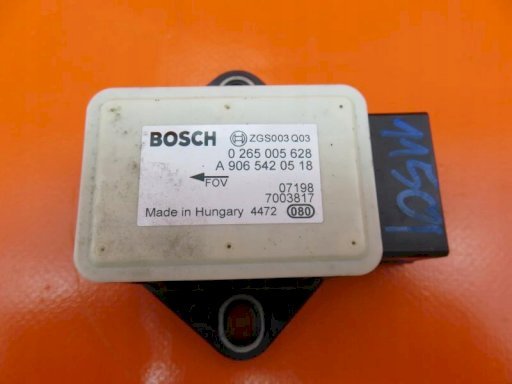 BOSCH ZGS003 Q03
0 265 005 628
A 906 542 05 18
FOV
07198
7003817
Made in Hungary 4472 080
11501